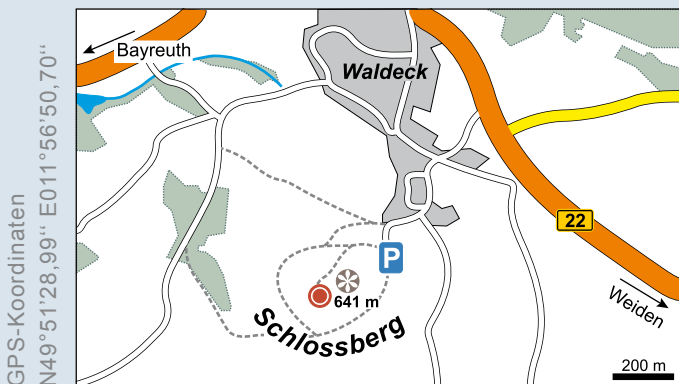 GPS-Koordinaten
N49°51'28,99“ E011°56'50,70“
Bayreuth
Waldeck
22
P
641 m
Schlossberg
Weiden
200 m